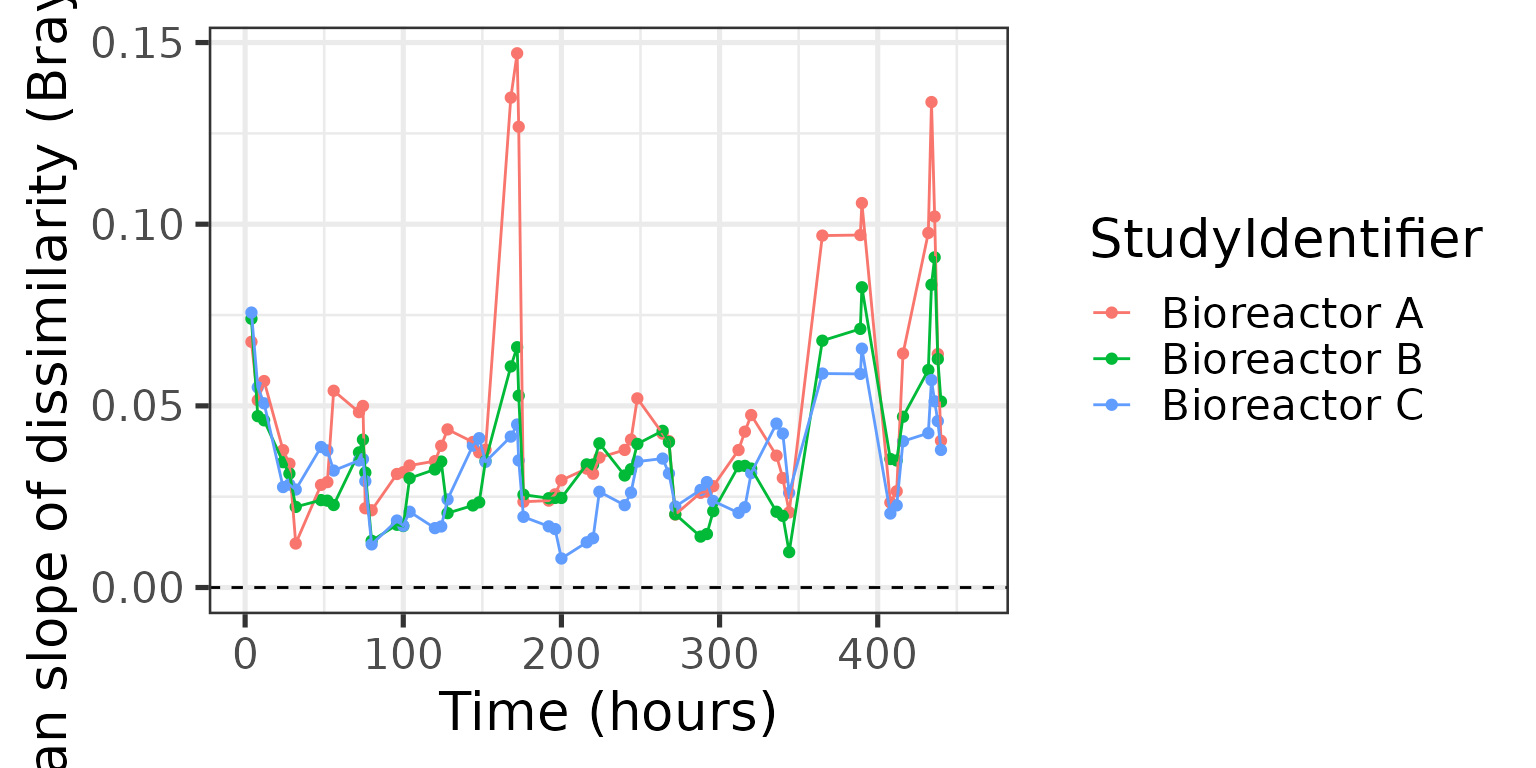 an slope of dissimilarity (Bray
0.15
0.10
0.05
0.00
0 100 200 300 400
Time (hours)
StudyIdentifier
Bioreactor A
Bioreactor B
Bioreactor C